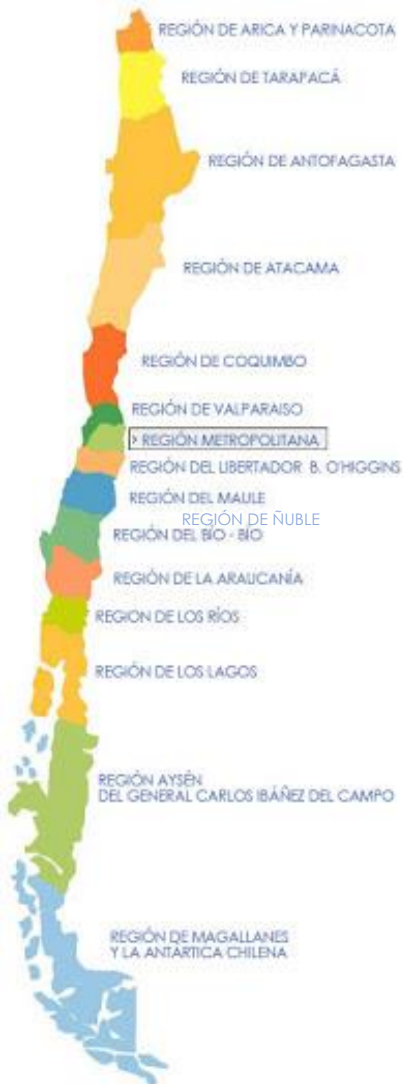 REGIÓN DE ARICA Y PARINACOTA
REGIÓN DE TARAPACÁ
REGIÓN DE ANTOFAGASTA
REGIÓN DE ATACAMA
REGIÓN DE COQUIMBO
REGIÓN DE VALPARAISO
› REGIÓN METROPOLITANA
REGIÓN DEL LIBERTADOR B. O'HIGGINS
REGIÓN DEL MAULE
REGIÓN DE ÑUBLE
REGIÓN DEL BÍO - BÍO
REGIÓN DE LA ARAUCANÍA
REGION DE LOS RÍOS
REGIÓN DE LOS LAGOS
REGIÓN AYSÉN
DEL GENERAL CARLOS IBÁÑEZ DEL CAMPO
REGIÓN DE MAGALLANES
Y LA ANTARTICA CHILENA